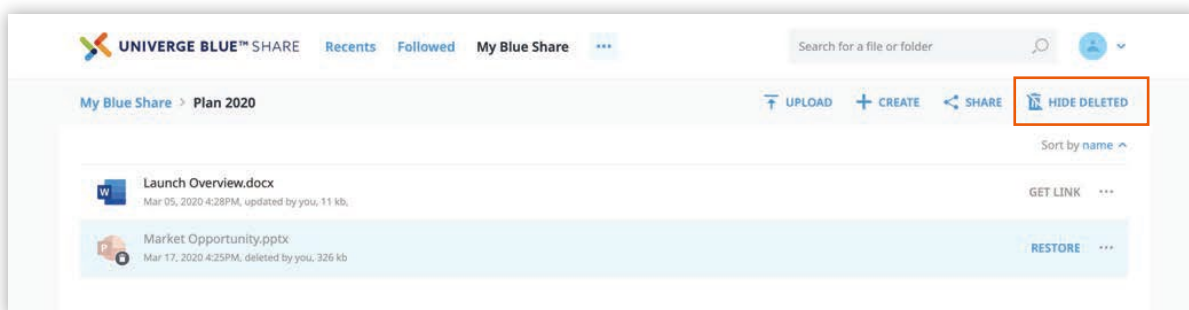 UNIVERGE BLUE™ SHARE Recents Followed My Blue Share ··· Search for a file or folder
My Blue Share > Plan 2020 UPLOAD CREATE SHARE HIDE DELETED
Sort by name
W Launch Overview.docx
Mar 05, 2020 4:28PM, updated by you, 11 kb,
GET LINK ···
P Market Opportunity.pptx
Mar 17, 2020 4:25PM, deleted by you, 326 kb
RESTORE ···